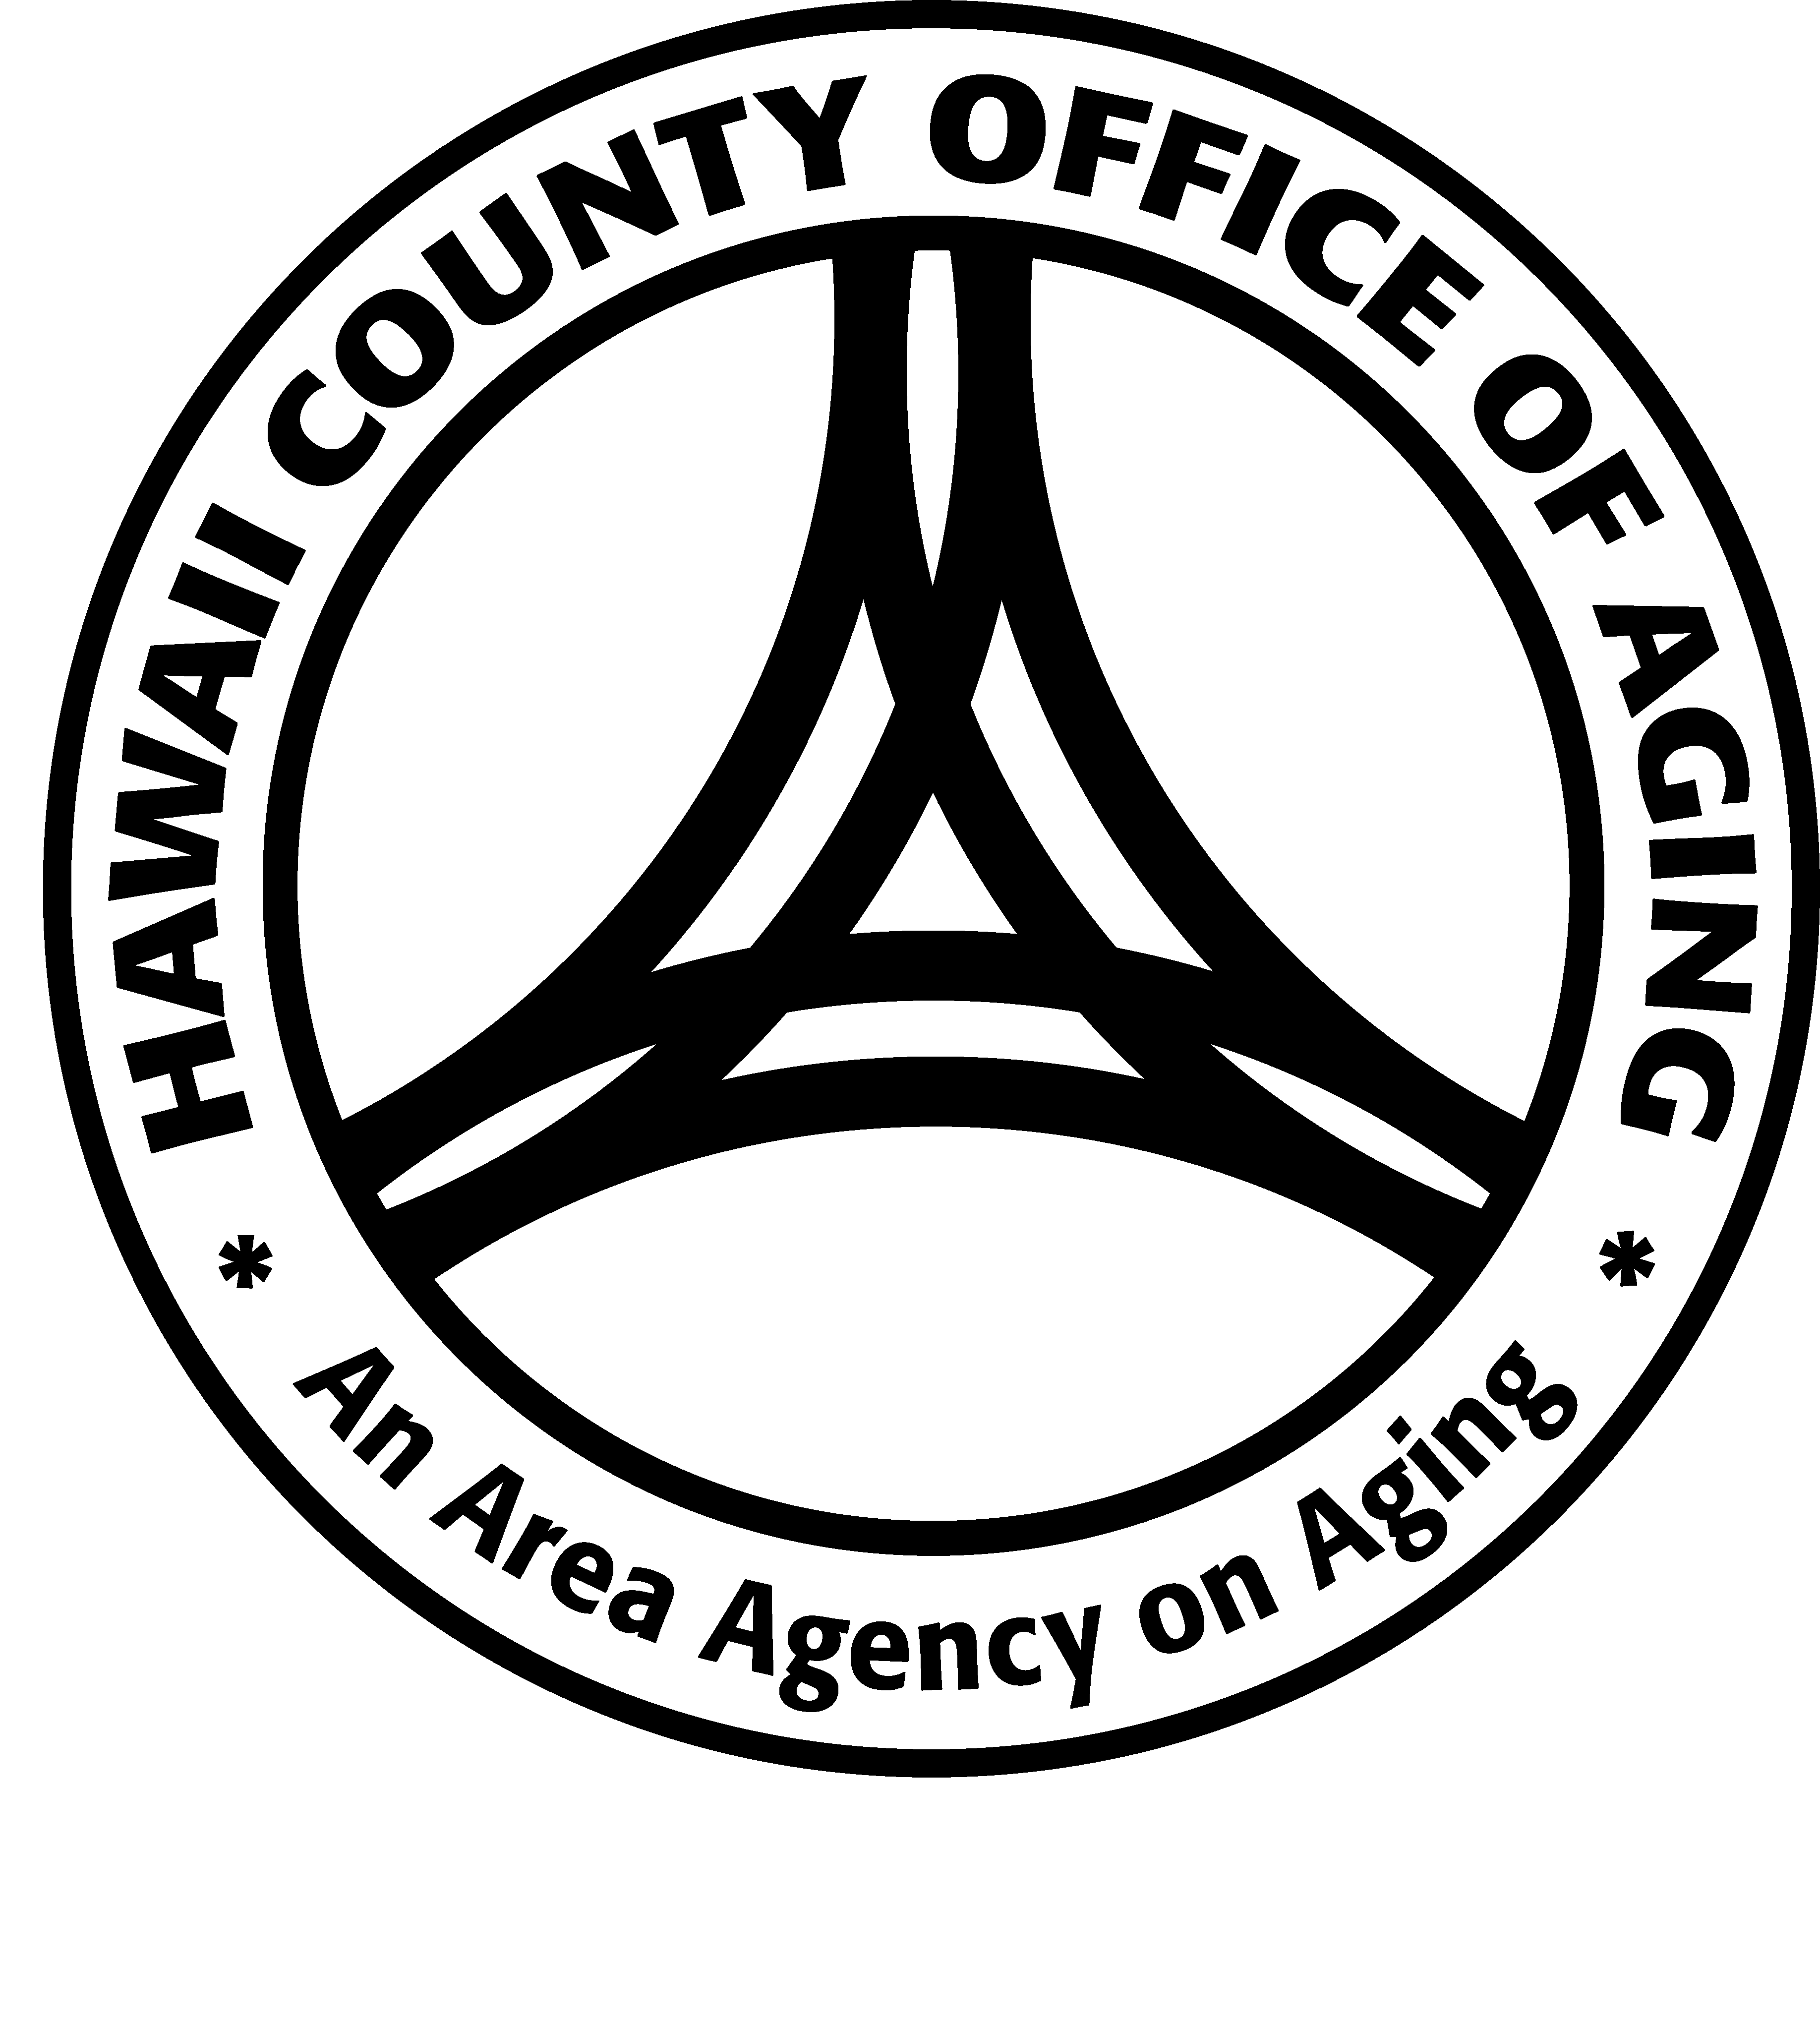 HAWAII COUNTY OFFICE OF AGING
* An Area Agency on Aging *